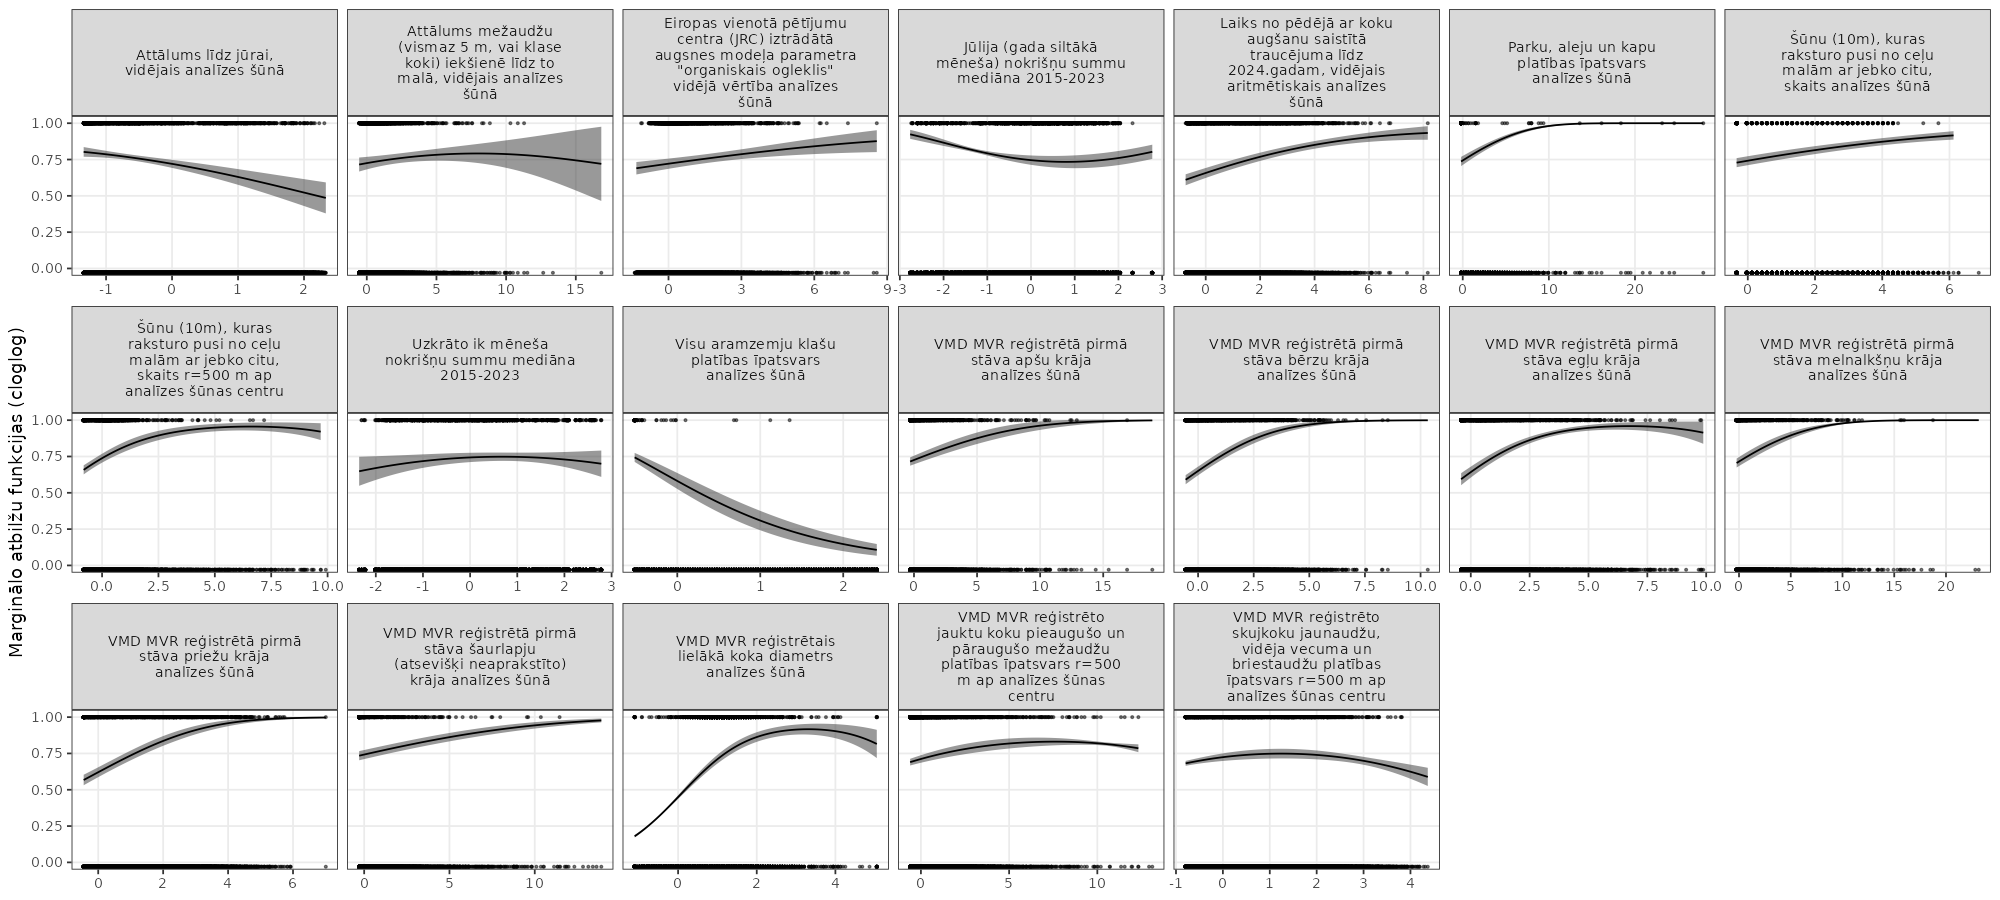 Marginālo atbilžu funkcijas (cloglog)
Attālums līdz jūrai,
vidējais analīzes šūnā
Attālums mežaudžu
(vismaz 5 m, vai klase
koki) iekšienē līdz to
malā, vidējais analīzes
šūnā
Eiropas vienotā pētījumu
centra (JRC) iztrādātā
augsnes modeļa parametra
"organiskais ogleklis"
vidējā vērtība analīzes
šūnā
Jūlija (gada siltākā
mēneša) nokrišņu summu
mediāna 2015-2023
Laiks no pēdējā ar koku
augšanu saistītā
traucējuma līdz
2024.gadam, vidējais
aritmētiskais analīzes
šūnā
Parku, aleju un kapu
platības īpatsvars
analīzes šūnā
Šūnu (10m), kuras
raksturo pusi no ceļu
malām ar jebko citu,
skaits analīzes šūnā
1.00
0.75
0.50
0.25
0.00
-1 0 1 2
0 5 10 15
0 3 6 9
-3 -2 -1 0 1 2 3
0 2 4 6 8
0 10 20
0 2 4 6
Šūnu (10m), kuras
raksturo pusi no ceļu
malām ar jebko citu,
skaits r=500 m ap
analīzes šūnas centru
Uzkrāto ik mēneša
nokrišņu summu mediāna
2015-2023
Visu aramzemju klašu
platības īpatsvars
analīzes šūnā
VMD MVR reģistrētā pirmā
stāva apšu krāja
analīzes šūnā
VMD MVR reģistrētā pirmā
stāva bērzu krāja
analīzes šūnā
VMD MVR reģistrētā pirmā
stāva egļu krāja
analīzes šūnā
VMD MVR reģistrētā pirmā
stāva melnalkšņu krāja
analīzes šūnā
1.00
0.75
0.50
0.25
0.00
0.0 2.5 5.0 7.5 10.0
-2 -1 0 1 2 3
0 1 2
0 5 10 15
0.0 2.5 5.0 7.5 10.0
0.0 2.5 5.0 7.5 10.0
0 5 10 15 20
VMD MVR reģistrētā pirmā
stāva priežu krāja
analīzes šūnā
VMD MVR reģistrētā pirmā
stāva šaurlapju
(atsevišķi neaprakstīto)
krāja analīzes šūnā
VMD MVR reģistrētais
lielākā koka diametrs
analīzes šūnā
VMD MVR reģistrēto
jauktu koku pieaugušo un
pāraugušo mežaudžu
platības īpatsvars r=500
m ap analīzes šūnas
centru
VMD MVR reģistrēto
skujkoku jaunaudžu,
vidēja vecuma un
briestaudžu platības
īpatsvars r=500 m ap
analīzes šūnas centru
1.00
0.75
0.50
0.25
0.00
0 2 4 6
0 5 10
0 2 4
0 5 10
-1 0 1 2 3 4